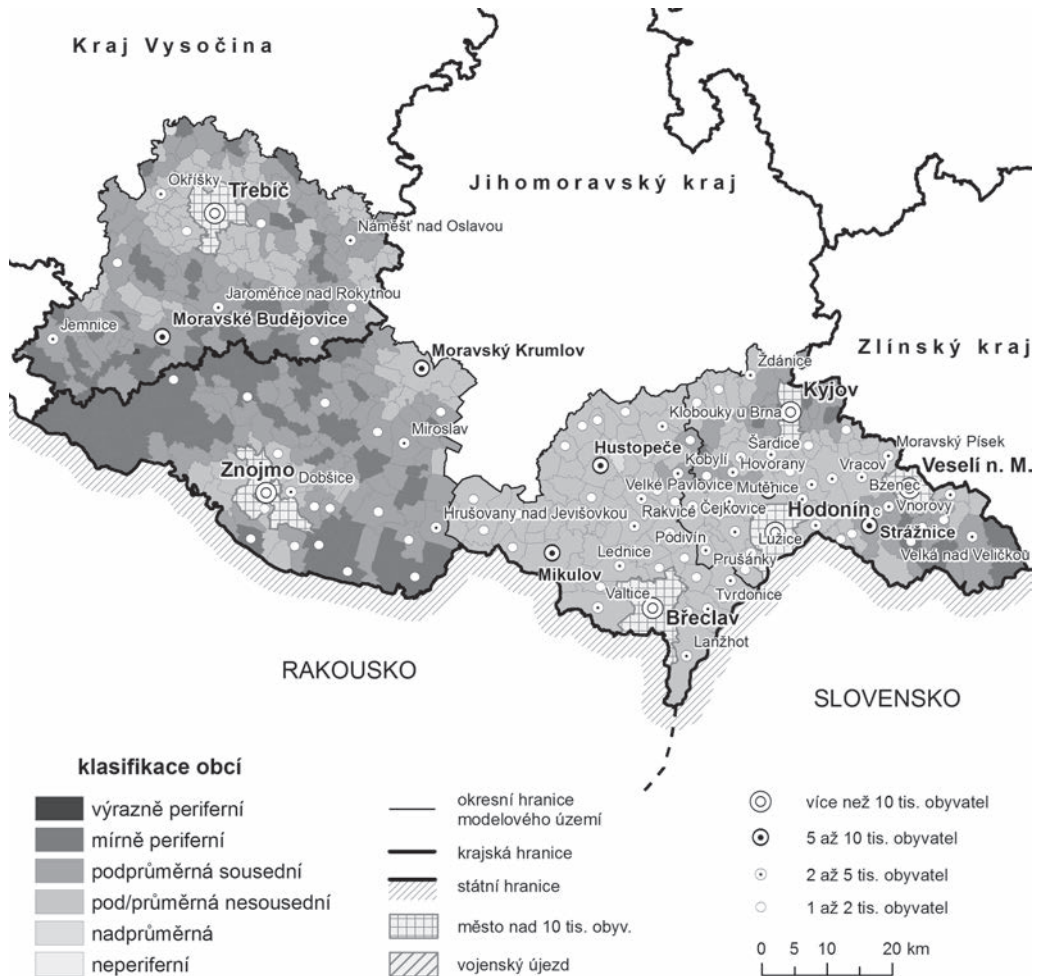 Kraj Vysočina
Jihomoravský kraj
Zlínský kraj
Okříšky
Třebíč
Náměšť nad Oslavou
Jaroměřice nad Rokytnou
Moravské Budějovice
Jemnice
Moravský Krumlov
Miroslav
Znojmo
Dobšice
Hrušovany nad Jevišovkou
Ždánice
Kyjov
Klobouky u Brna
Šardice
Moravský Písek
Hustopeče
Kobylí
Hovorany
Vracov
Veselí n. M.
Velké Pavlovice
Mutěnice
Bzenec
Vnorovy
Rakvice
Čejkovice
Hodonín
Strážnice
Podivín
Lužice
Lednice
Prušánky
Velká nad Veličkou
Mikulov
Valtice
Tvrdonice
Břeclav
Lanžhot
RAKOUSKO
SLOVENSKO
klasifikace obcí
výrazně periferní
mírně periferní
podprůměrná sousední
pod/průměrná nesousední
nadprůměrná
neperiferní
okresní hranice
modelového území
krajská hranice
státní hranice
město nad 10 tis. obyv.
vojenský újezd
více než 10 tis. obyvatel
5 až 10 tis. obyvatel
2 až 5 tis. obyvatel
1 až 2 tis. obyvatel
0 5 10 20 km